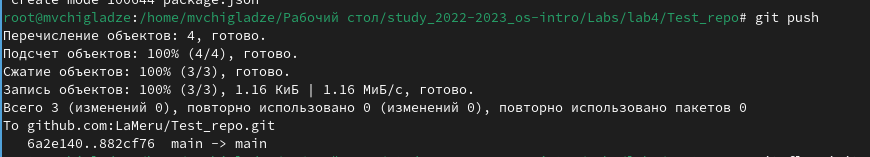 create mode 100644 package.json
root@mvchigladze:/home/mvchigladze/Рабочий стол/study_2022-2023_os-intro/Labs/lab4/Test_repo# git push
Перечисление объектов: 4, готово.
Подсчет объектов: 100% (4/4), готово.
Сжатие объектов: 100% (3/3), готово.
Запись объектов: 100% (3/3), 1.16 КиБ | 1.16 МиБ/с, готово.
Всего 3 (изменений 0), повторно использовано 0 (изменений 0), повторно использовано пакетов 0
To github.com:LaMeru/Test_repo.git
   6a2e140..882cf76  main -> main